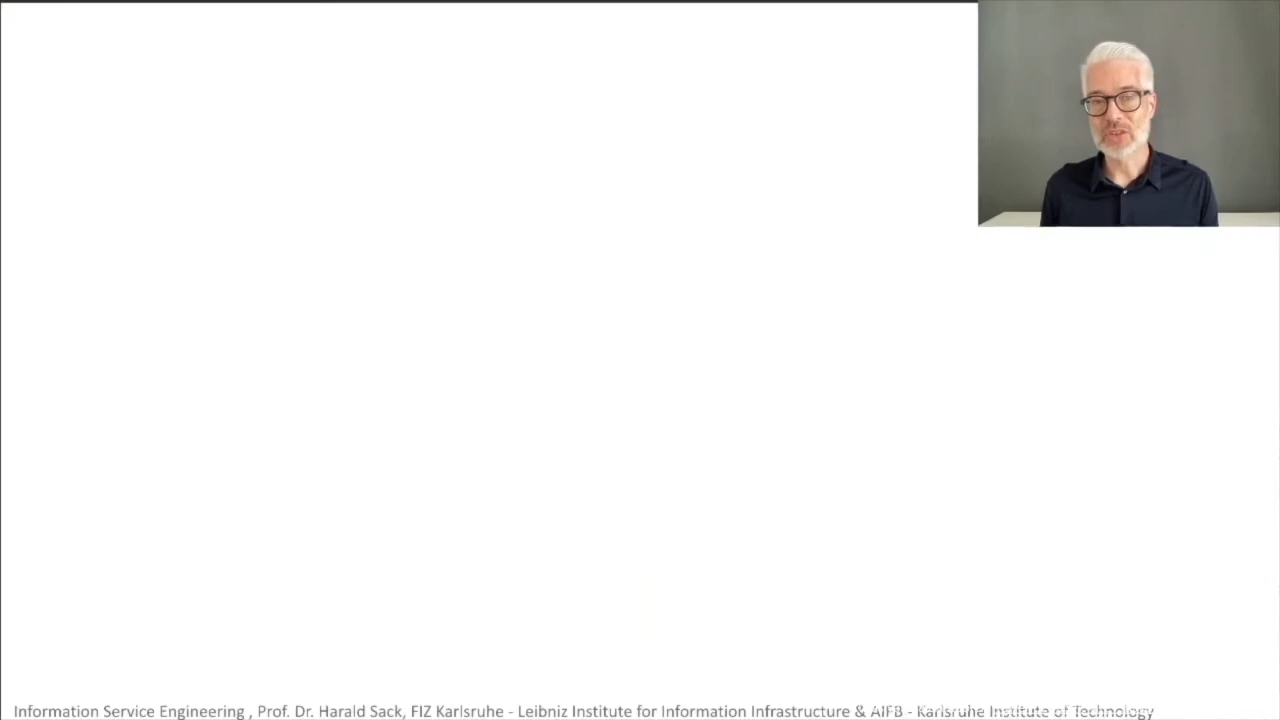 Information Service Engineering , Prof. Dr. Harald Sack, FIZ Karlsruhe - Leibniz Institute for Information Infrastructure & AIFB - Karlsruhe Institute of Technology